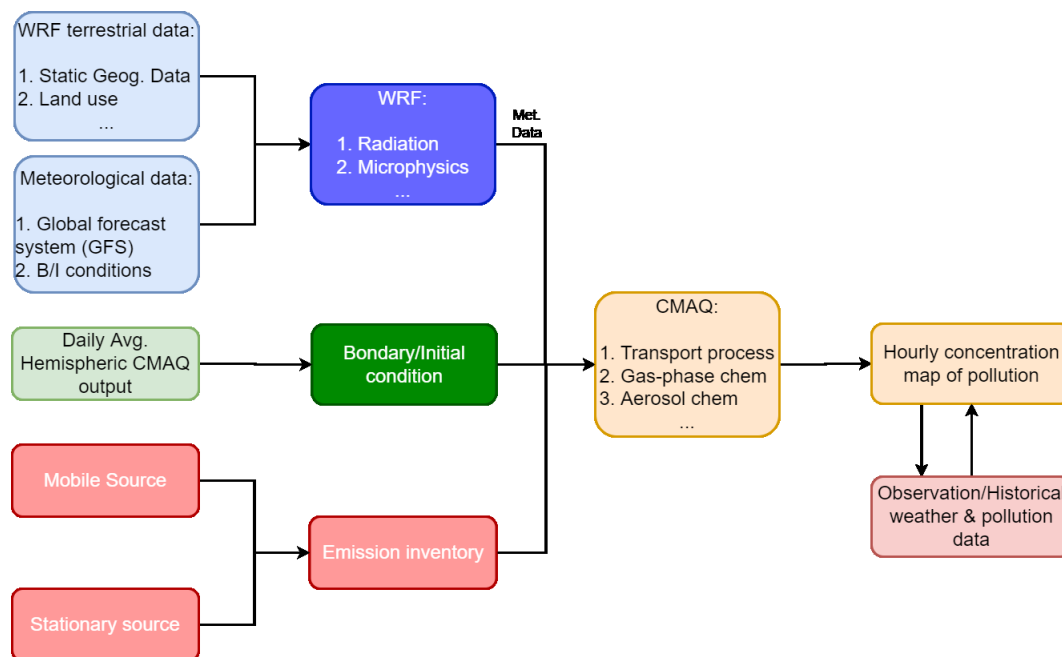 WRF terrestrial data:
1. Static Geog. Data
2. Land use
...
Meteorological data:
1. Global forecast
system (GFS)
2. B/I conditions
WRF:
1. Radiation
2. Microphysics
...
Met.
Data
Daily Avg.
Hemispheric CMAQ
output
Bondary/Initial
condition
Mobile Source
Stationary source
Emission inventory
CMAQ:
1. Transport process
2. Gas-phase chem
3. Aerosol chem
...
Hourly concentration
map of pollution
Observation/Historical
weather & pollution
data